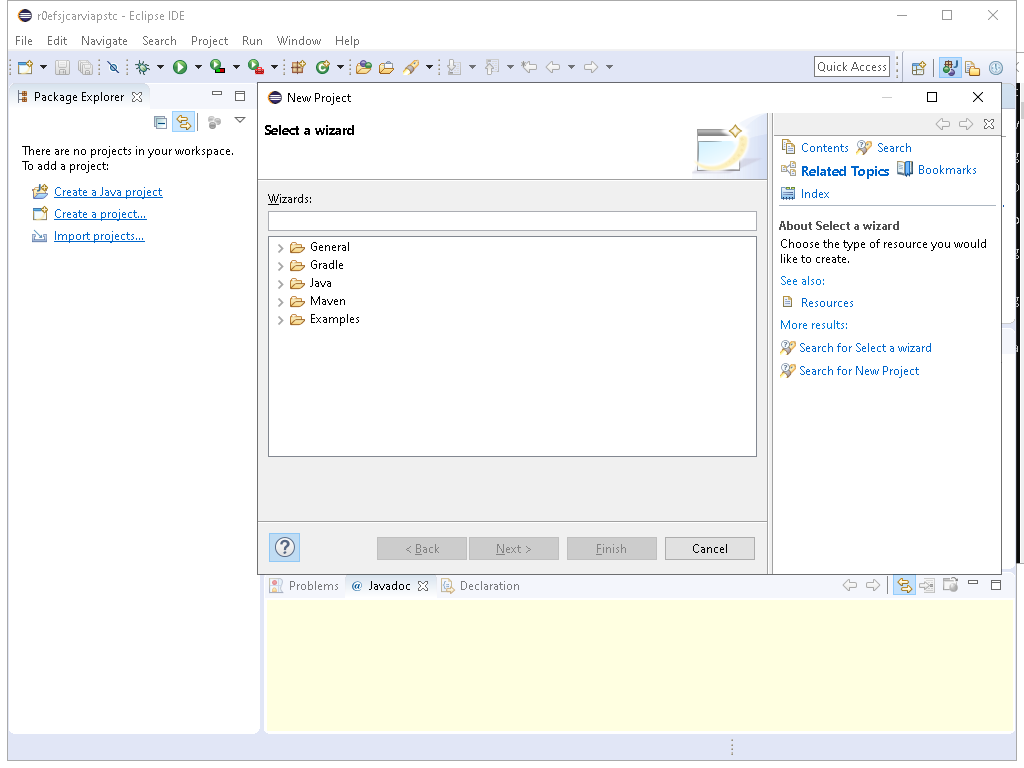 r0efsjcarviapstc - Eclipse IDE
File Edit Navigate Search Project Run Window Help
Quick Access
Package Explorer
There are no projects in your workspace.
To add a project:
Create a Java project
Create a project...
Import projects...
New Project
Select a wizard
Wizards:
General
Gradle
Java
Maven
Examples
< Back Next > Finish Cancel
Contents Search
Related Topics Bookmarks
Index
About Select a wizard
Choose the type of resource you would
like to create.
See also:
Resources
More results:
Search for Select a wizard
Search for New Project
Problems @ Javadoc Declaration